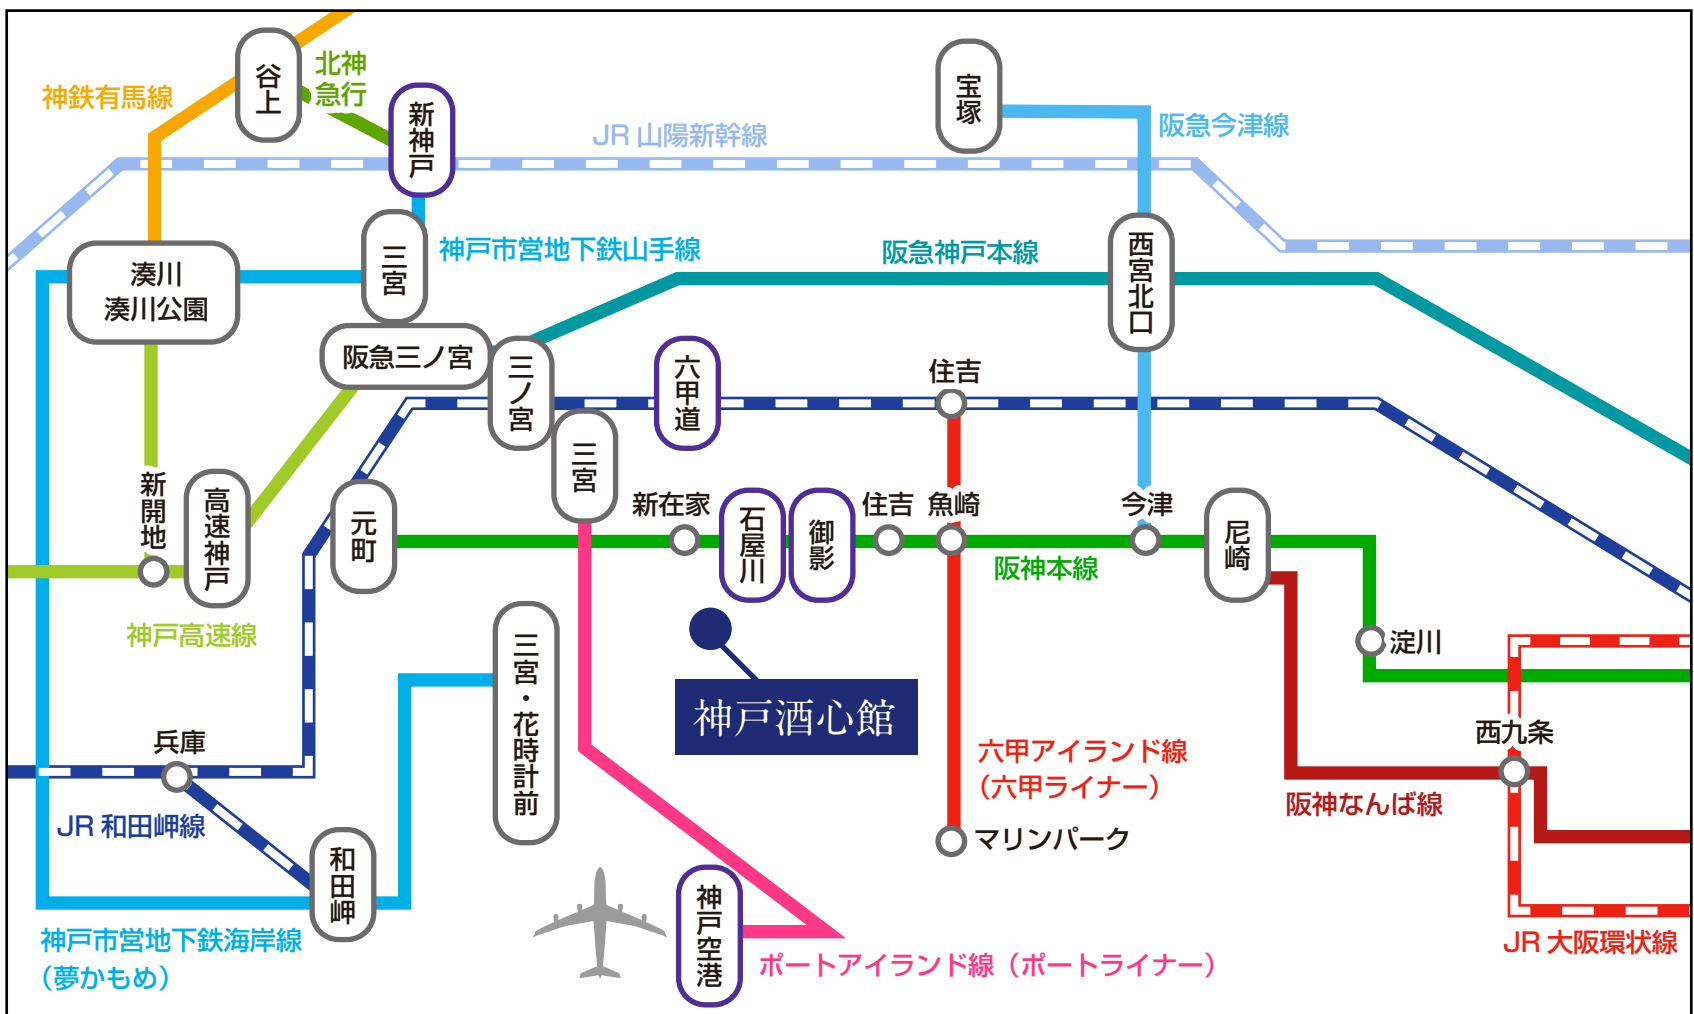 谷上
北神
急行
神鉄有馬線
新神戸
宝塚
JR 山陽新幹線
阪急今津線
三宮
神戸市営地下鉄山手線
阪急神戸本線
西宮北口
湊川
湊川公園
阪急三ノ宮
三ノ宮
六甲道
住吉
三宮
新開地
高速神戸
元町
新在家
石屋川
御影
住吉
魚崎
今津
尼崎
阪神本線
神戸高速線
淀川
三宮・花時計前
神戸酒心館
西九条
兵庫
六甲アイランド線
（六甲ライナー）
阪神なんば線
JR 和田岬線
マリンパーク
和田岬
神戸空港
神戸市営地下鉄海岸線
（夢かもめ）
ポートアイランド線（ポートライナー）
JR 大阪環状線